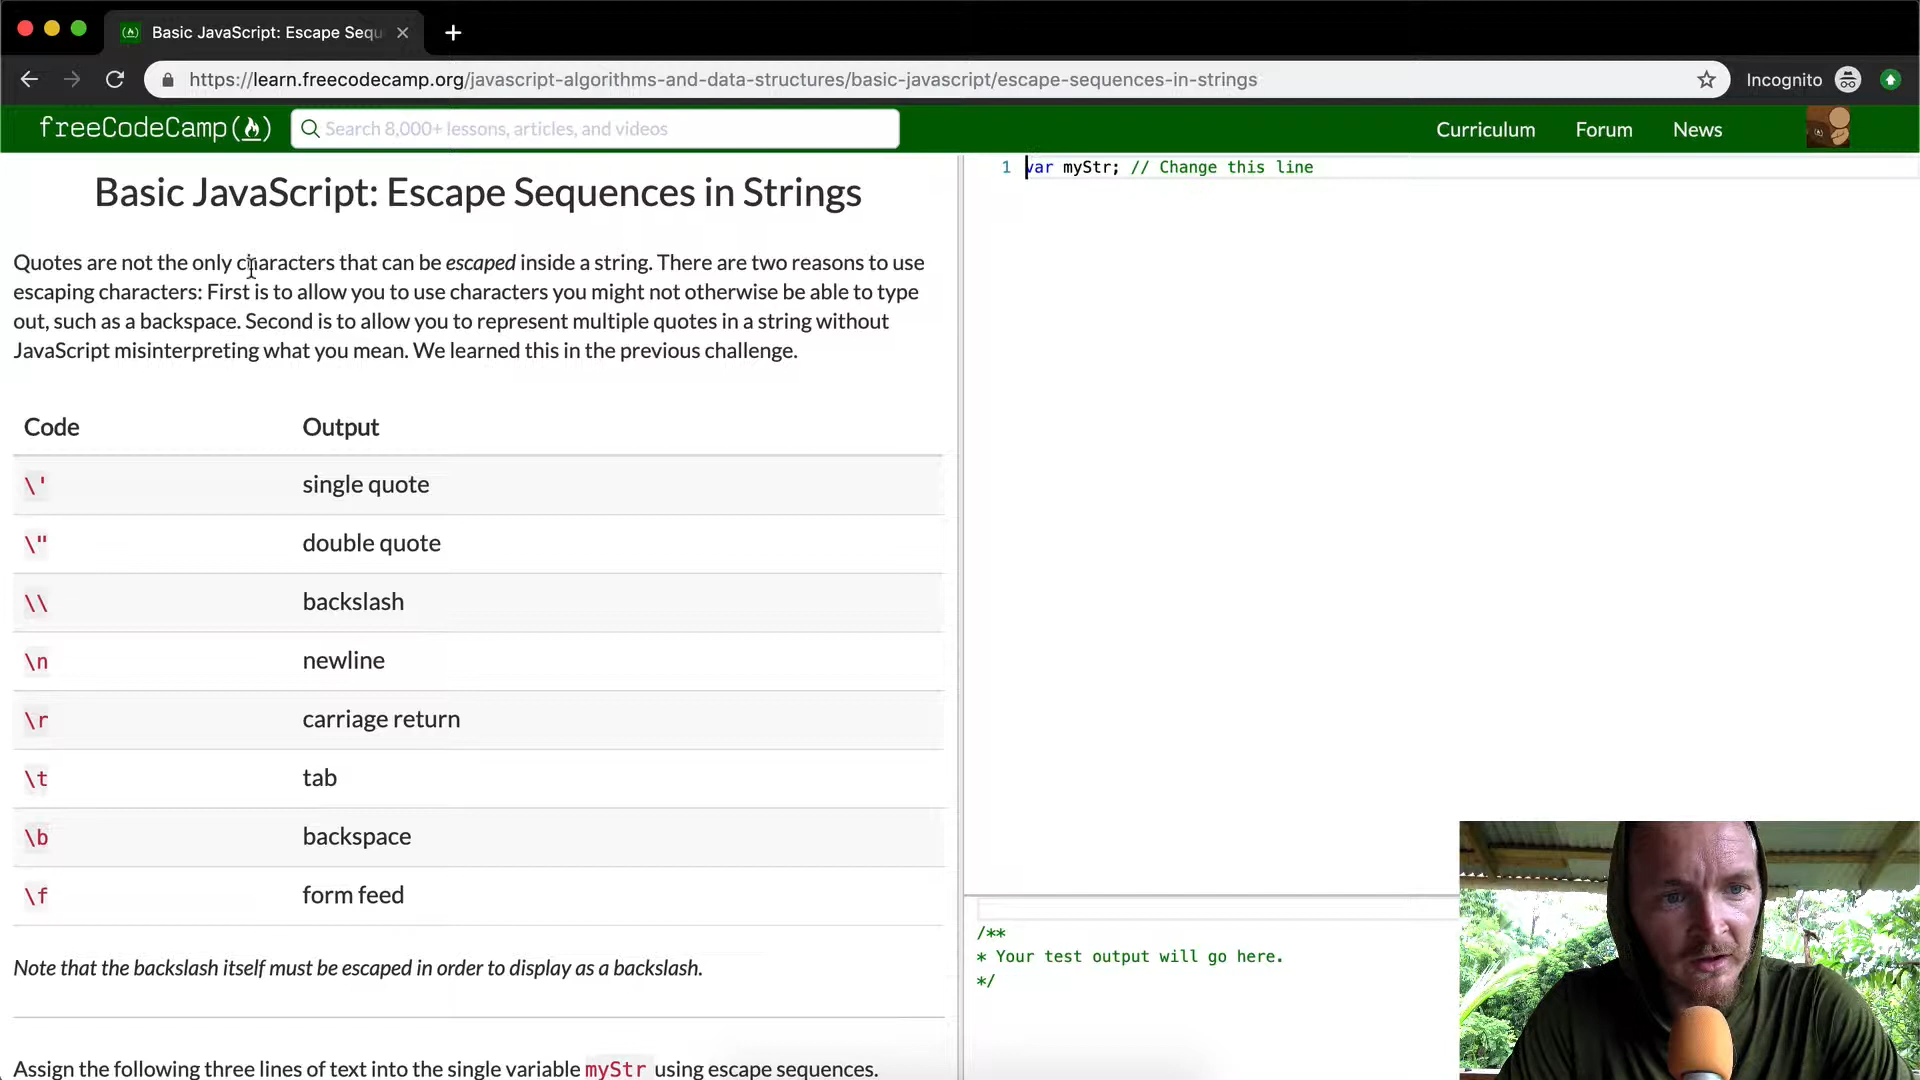 Basic JavaScript: Escape Sequ
https://learn.freecodecamp.org/javascript-algorithms-and-data-structures/basic-javascript/escape-sequences-in-strings
Incognito
freeCodeCamp
Search 8,000+ lessons, articles, and videos
Curriculum
Forum
News
Basic JavaScript: Escape Sequences in Strings
Quotes are not the only characters that can be escaped inside a string. There are two reasons to use
escaping characters: First is to allow you to use characters you might not otherwise be able to type
out, such as a backspace. Second is to allow you to represent multiple quotes in a string without
JavaScript misinterpreting what you mean. We learned this in the previous challenge.
Code Output
\' single quote
\" double quote
\\ backslash
\n newline
\r carriage return
\t tab
\b backspace
\f form feed
Note that the backslash itself must be escaped in order to display as a backslash.
Assign the following three lines of text into the single variable myStr using escape sequences.
1 var myStr; // Change this line
/**
* Your test output will go here.
*/